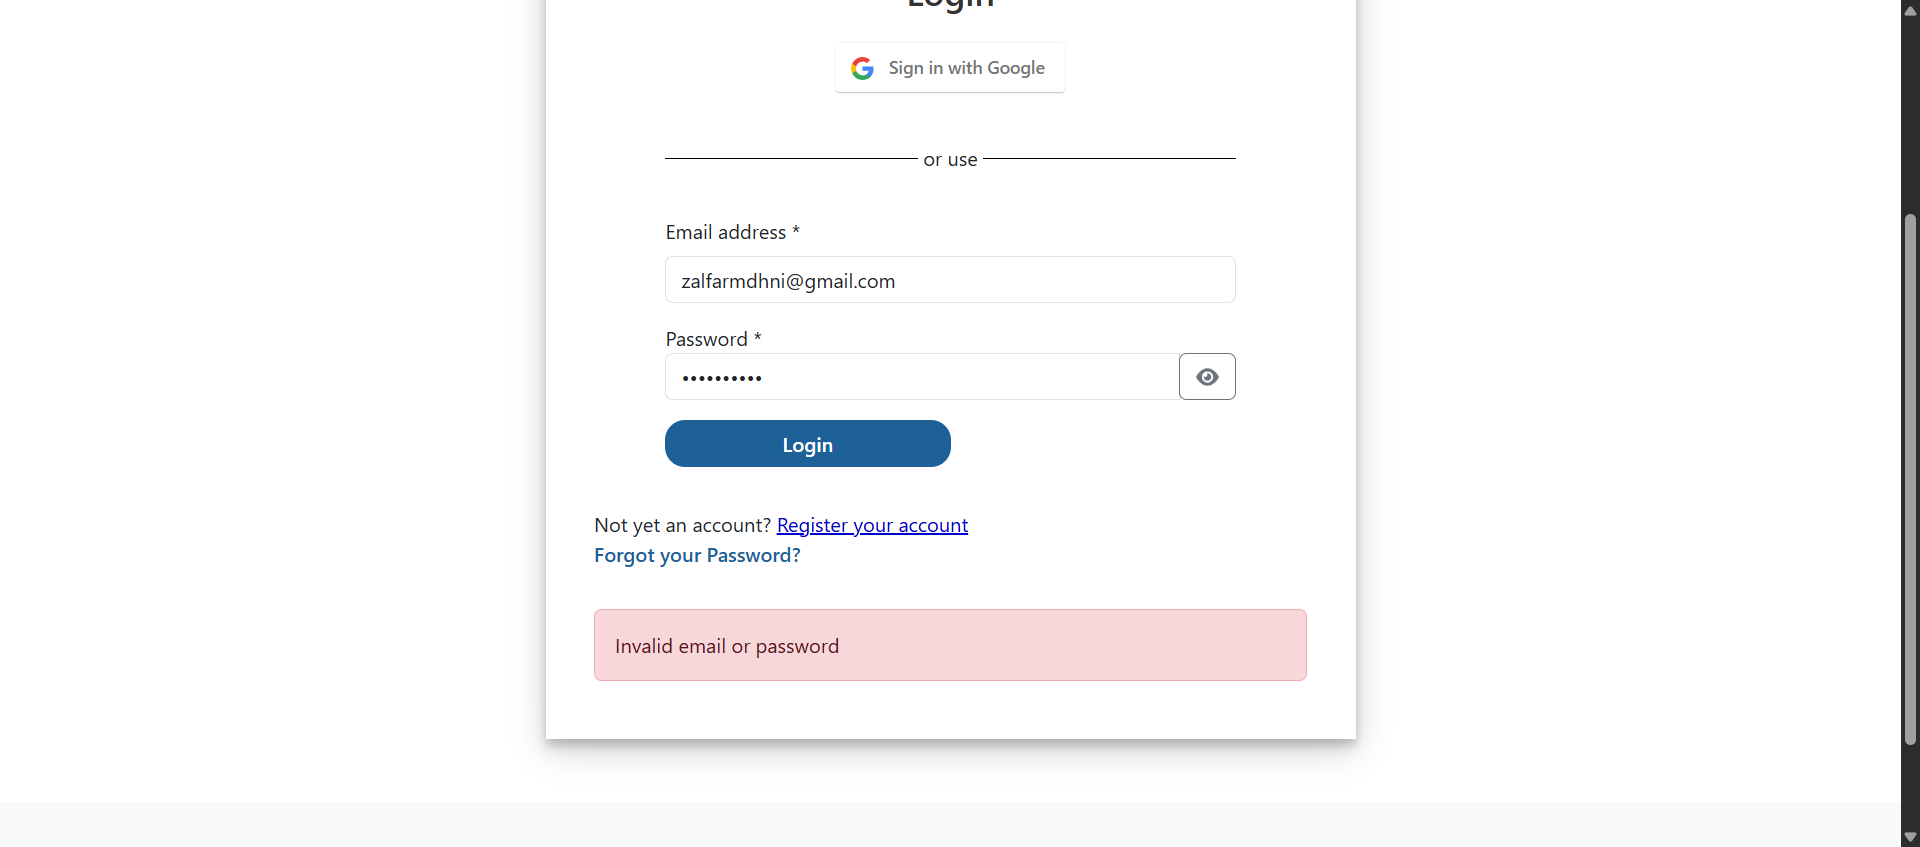 Login
Sign in with Google
or use
Email address *
zalfarmdhni@gmail.com
Password *
••••••••••
Login
Not yet an account? Register your account
Forgot your Password?
Invalid email or password